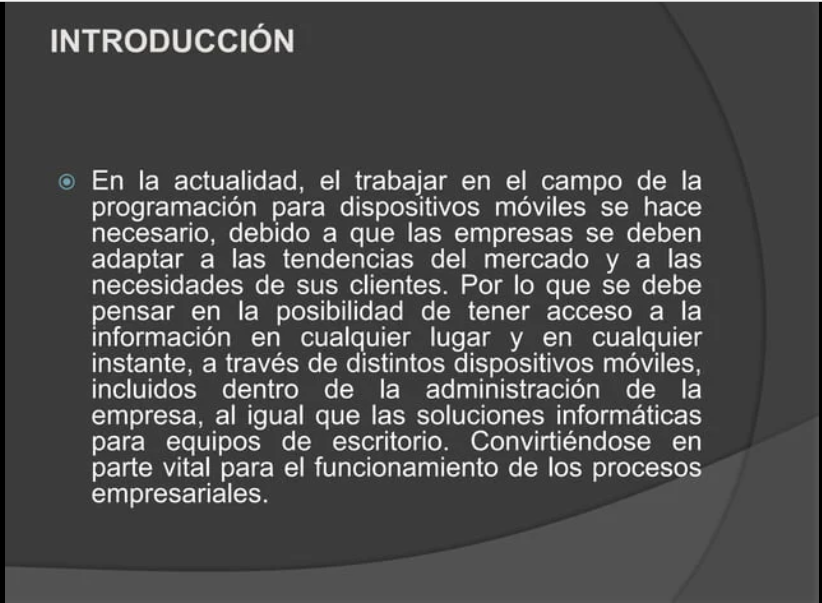 INTRODUCCIÓN
En la actualidad, el trabajar en el campo de la
programación para dispositivos móviles se hace
necesario, debido a que las empresas se deben
adaptar a las tendencias del mercado y a las
necesidades de sus clientes. Por lo que se debe
pensar en la posibilidad de tener acceso a la
información en cualquier lugar y en cualquier
instante, a través de distintos dispositivos móviles,
incluidos dentro de la administración de la
empresa, al igual que las soluciones informáticas
para equipos de escritorio. Convirtiéndose en
parte vital para el funcionamiento de los procesos
empresariales.